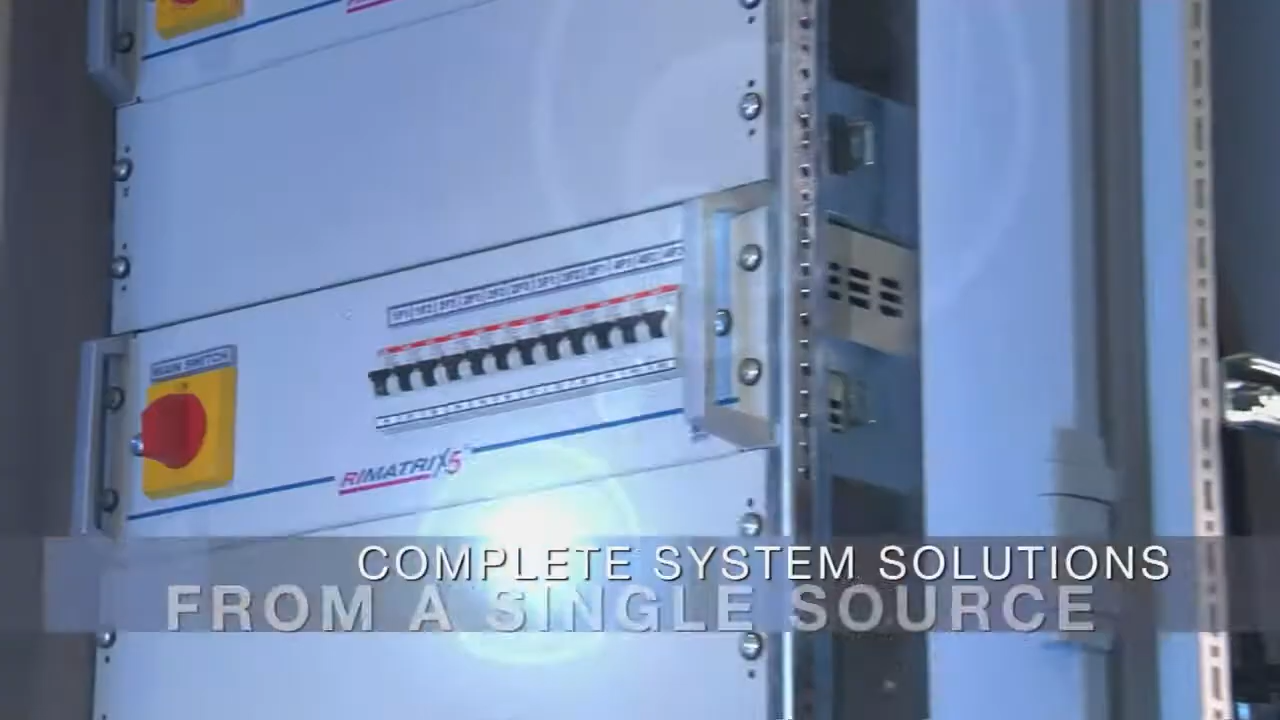 MAIN SWITCH
RIMATRIX5
COMPLETE SYSTEM SOLUTIONS
FROM A SINGLE SOURCE